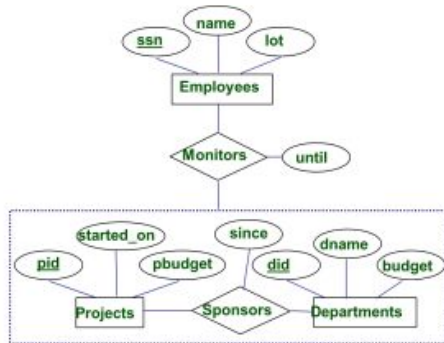 name
ssn
lot
Employees
Monitors
until
started_on
since
dname
pid
pbudget
did
budget
Projects
Sponsors
Departments